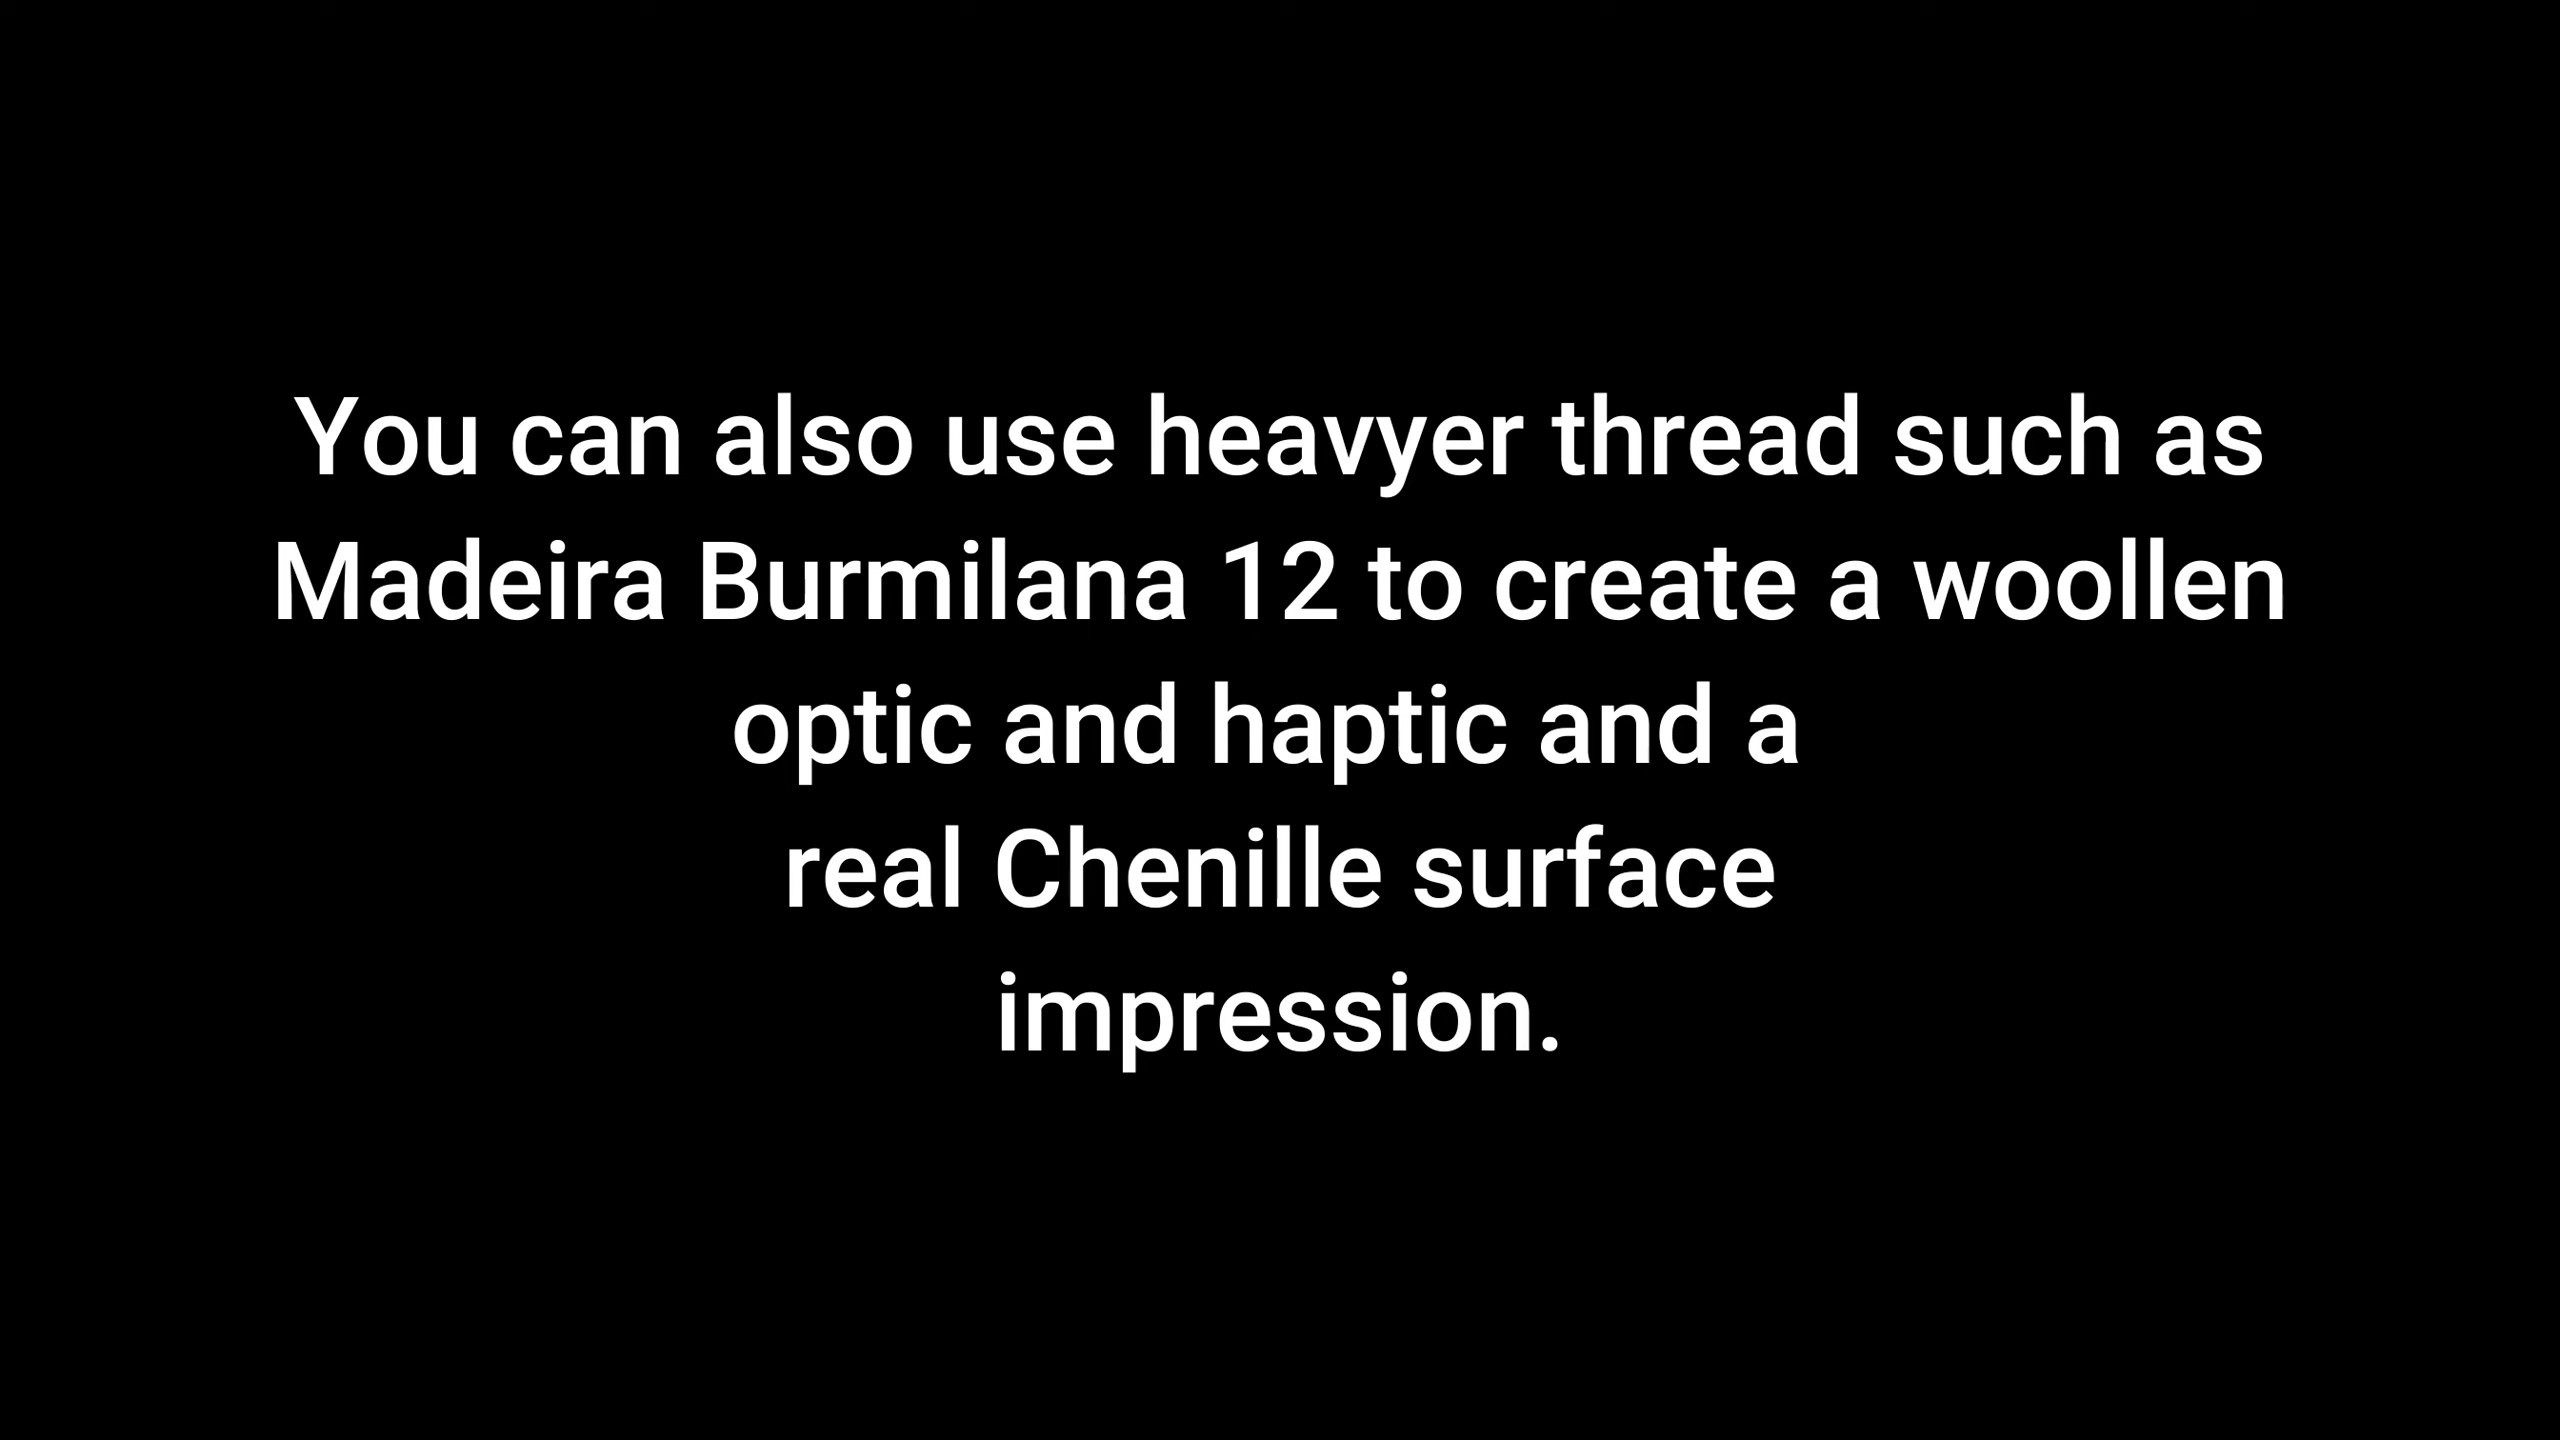 You can also use heavyer thread such as
Madeira Burmilana 12 to create a woollen
optic and haptic and a
real Chenille surface
impression.